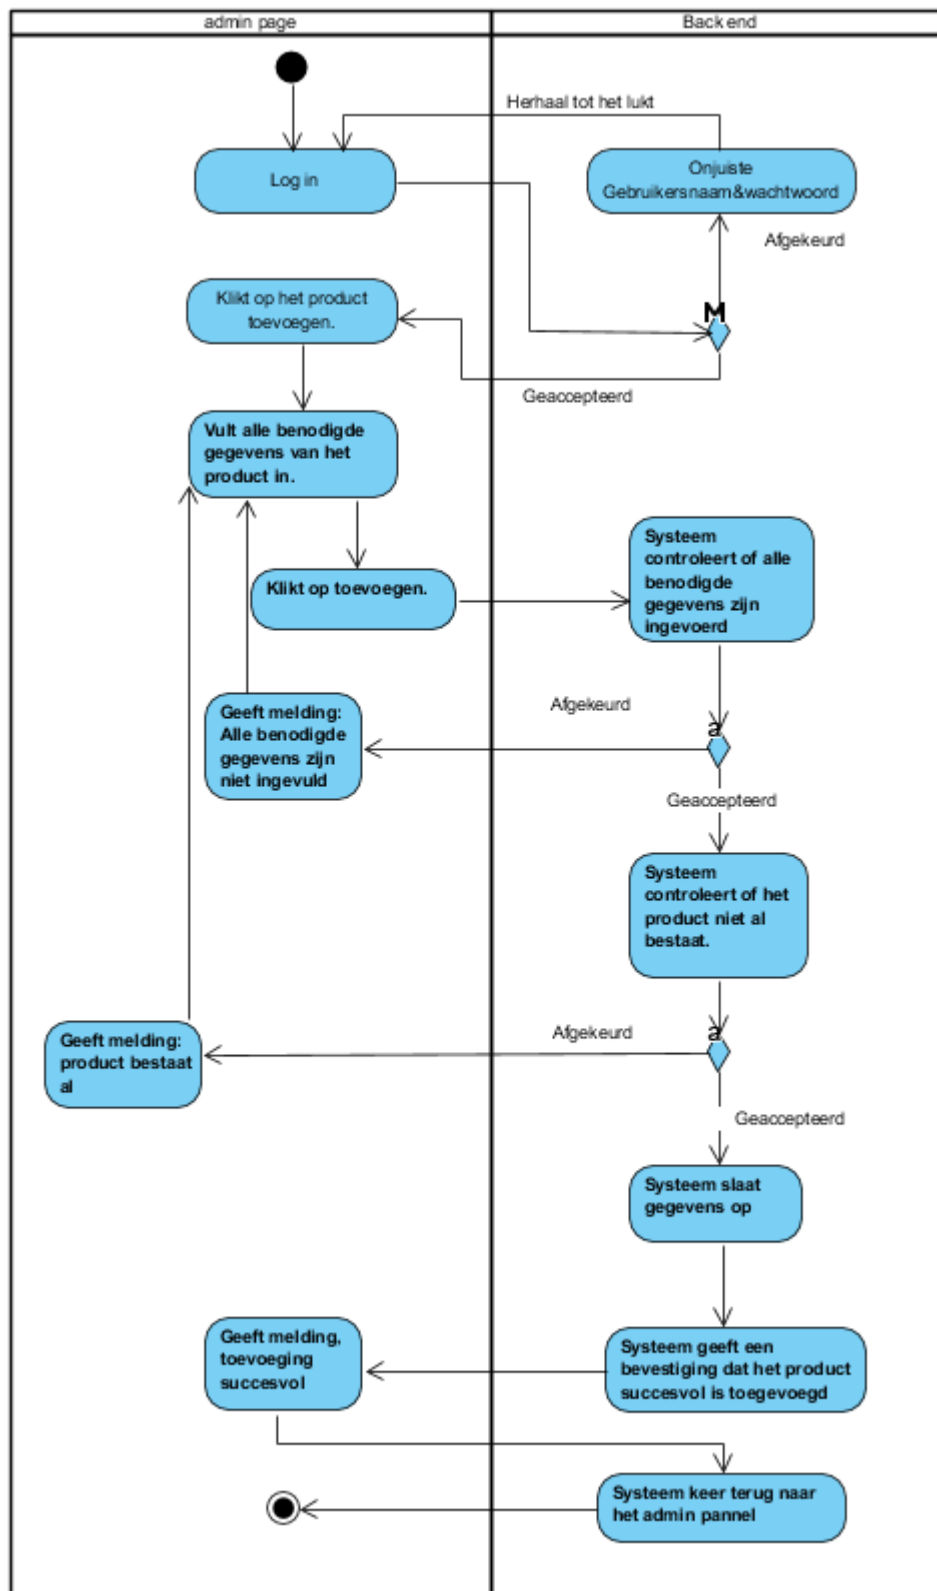 admin page
Back end
Herhaal tot het lukt
Log in
Onjuiste
Gebruikersnaam&wachtwoord
Afgekeurd
M
Klikt op het product
toevoegen.
Geaccepteerd
Vult alle benodigde
gegevens van het
product in.
Systeem
controleert of alle
benodigde
gegevens zijn
ingevoerd
Klikt op toevoegen.
Afgekeurd
Geeft melding:
Alle benodigde
gegevens zijn
niet ingevuld
a
Geaccepteerd
Systeem
controleert of het
product niet al
bestaat.
Afgekeurd
a
Geeft melding:
product bestaat
al
Geaccepteerd
Systeem slaat
gegevens op
Geeft melding,
toevoeging
succesvol
Systeem geeft een
bevestiging dat het product
succesvol is toegevoegd
Systeem keer terug naar
het admin pannel